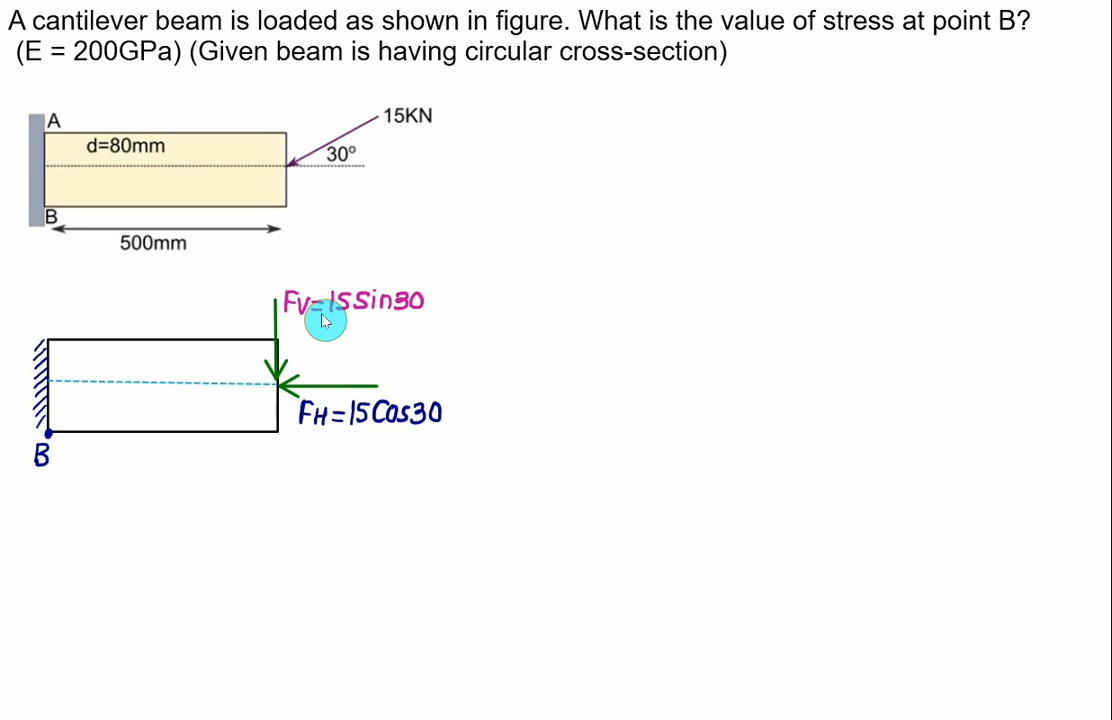 A cantilever beam is loaded as shown in figure. What is the value of stress at point B?
(E = 200GPa) (Given beam is having circular cross-section)
A
15KN
d=80mm
30⁰
B
500mm
Fv=15Sin30
FH=15Cos30
B